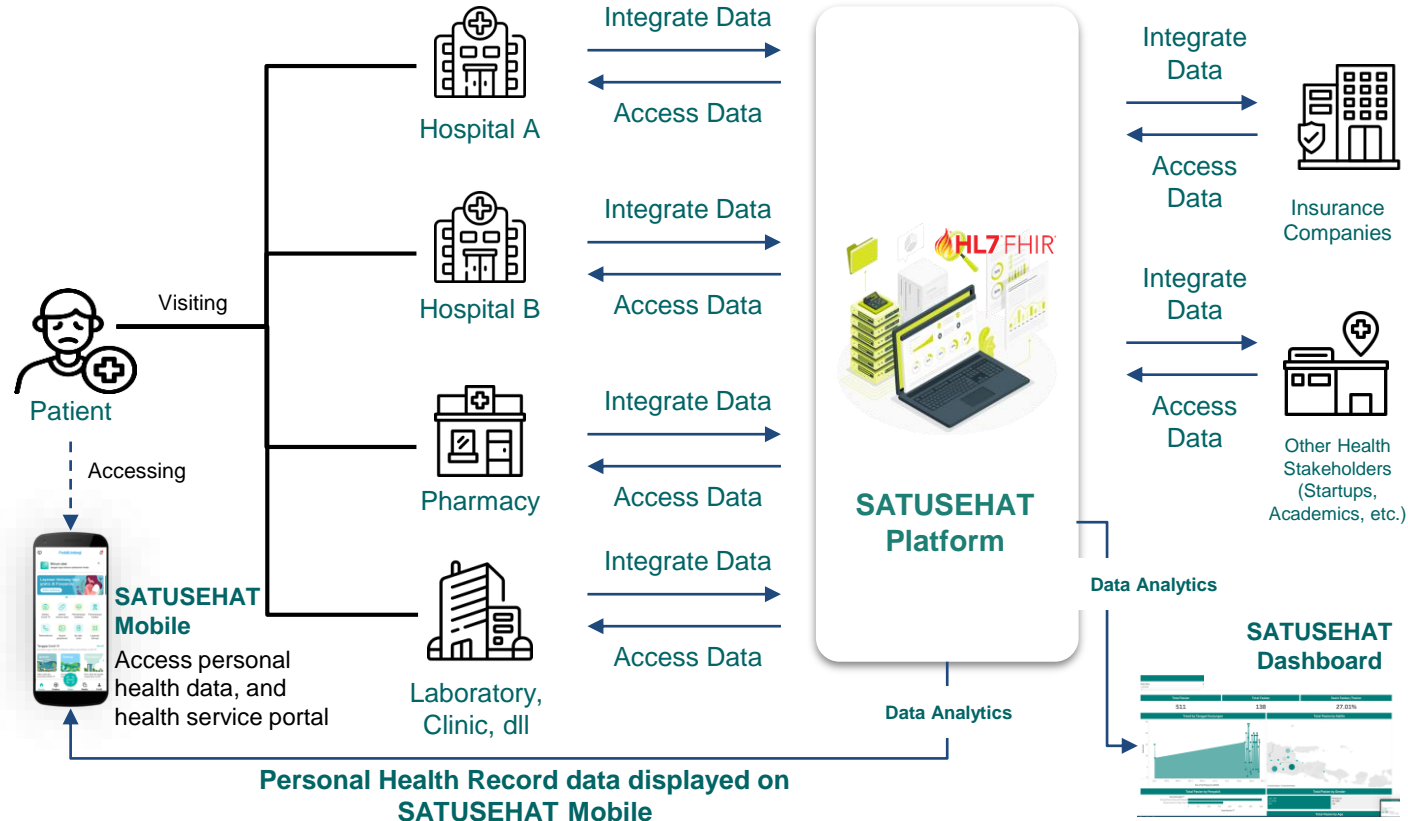 Integrate Data
Access Data
Hospital A
Integrate Data
Access Data
Hospital B
Integrate Data
Access Data
Pharmacy
Integrate Data
Access Data
Laboratory,
Clinic, dll
Visiting
Patient
Accessing
SATUSEHAT
Mobile
Access personal
health data, and
health service portal
HL7 FHIR
SATUSEHAT
Platform
Integrate
Data
Access
Data
Insurance
Companies
Integrate
Data
Access
Data
Other Health
Stakeholders
(Startups,
Academics, etc.)
Data Analytics
Data Analytics
SATUSEHAT
Dashboard
511
138
27.01%
Personal Health Record data displayed on
SATUSEHAT Mobile